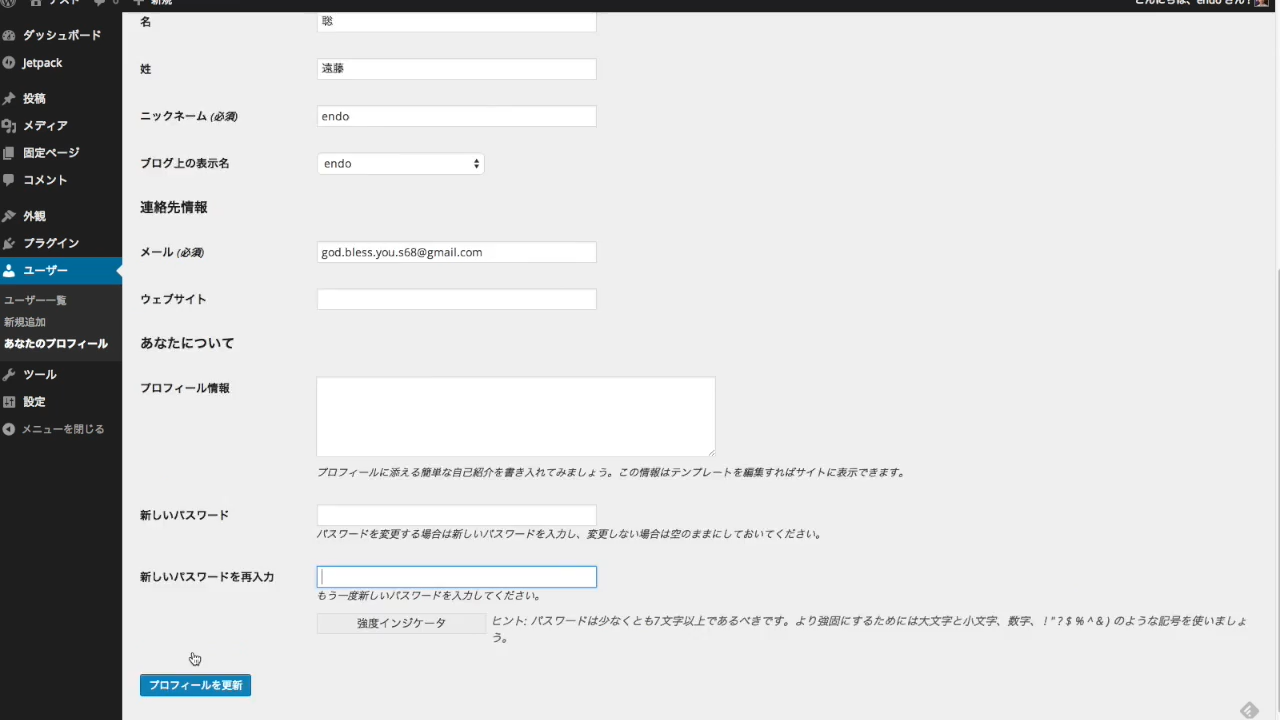 テスト 0 新規
こんにちは、endo さん !
ダッシュボード
Jetpack
投稿
メディア
固定ページ
コメント
外観
プラグイン
ユーザー
ユーザー一覧
新規追加
あなたのプロフィール
ツール
設定
メニューを閉じる
名 聡
姓 遠藤
ニックネーム (必須) endo
ブログ上の表示名 endo
連絡先情報
メール (必須) god.bless.you.s68@gmail.com
ウェブサイト
あなたについて
プロフィール情報
プロフィールに添える簡単な自己紹介を書き入れてみましょう。この情報はテンプレートを編集すればサイトに表示できます。
新しいパスワード
パスワードを変更する場合は新しいパスワードを入力し、変更しない場合は空のままにしておいてください。
新しいパスワードを再入力
もう一度新しいパスワードを入力してください。
強度インジケータ
ヒント: パスワードは少なくとも7文字以上であるべきです。より強固にするためには大文字と小文字、数字、! " ? $ % ^ & ) のような記号を使いましょ
う。
プロフィールを更新